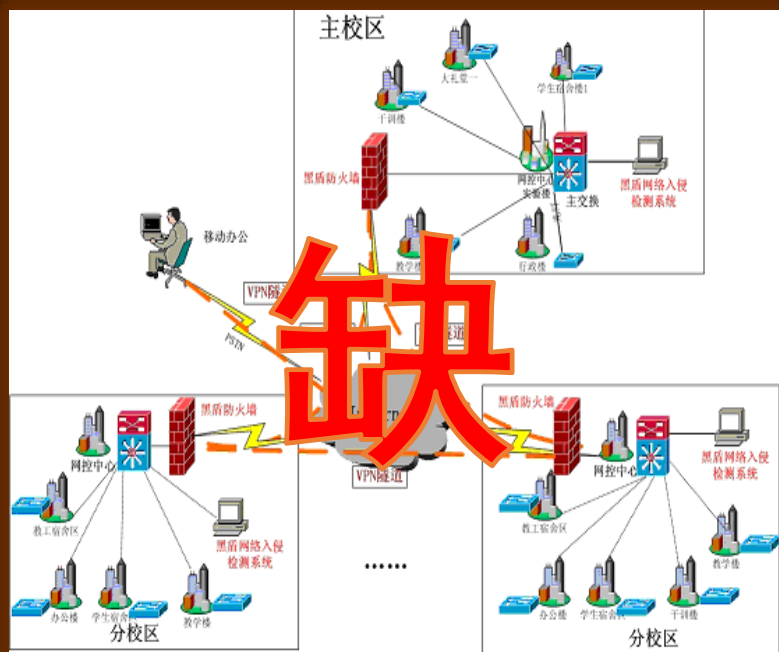 主校区
大礼堂一
学生宿舍楼1
干训楼
黑盾防火墙
网控中心
实验楼
主交换
黑盾网络入侵
检测系统
教学楼
行政楼
移动办公
VPN隧
PSTN
隧道
缺
VPN隧道
黑盾防火墙
网控中心
教工宿舍区
黑盾网络入侵
检测系统
办公楼
学生宿舍
教学楼
分校区
......
黑盾防火墙
网控中心
黑盾网络入侵
检测系统
教工宿舍区
教学楼
办公楼
学生宿舍
干训楼
分校区